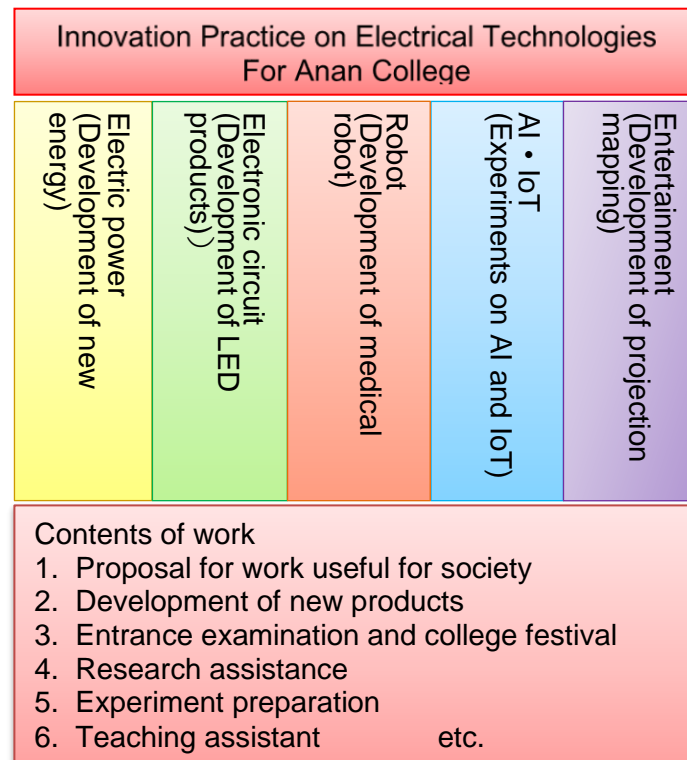 Innovation Practice on Electrical Technologies
For Anan College
Electric power
(Development of new
energy)
Electronic circuit
(Development of LED
products)）
Robot
(Development of medical
robot)
AI・IoT
(Experiments on AI and IoT)
Entertainment
(Development of projection
mapping)
Contents of work
1. Proposal for work useful for society
2. Development of new products
3. Entrance examination and college festival
4. Research assistance
5. Experiment preparation
6. Teaching assistant etc.